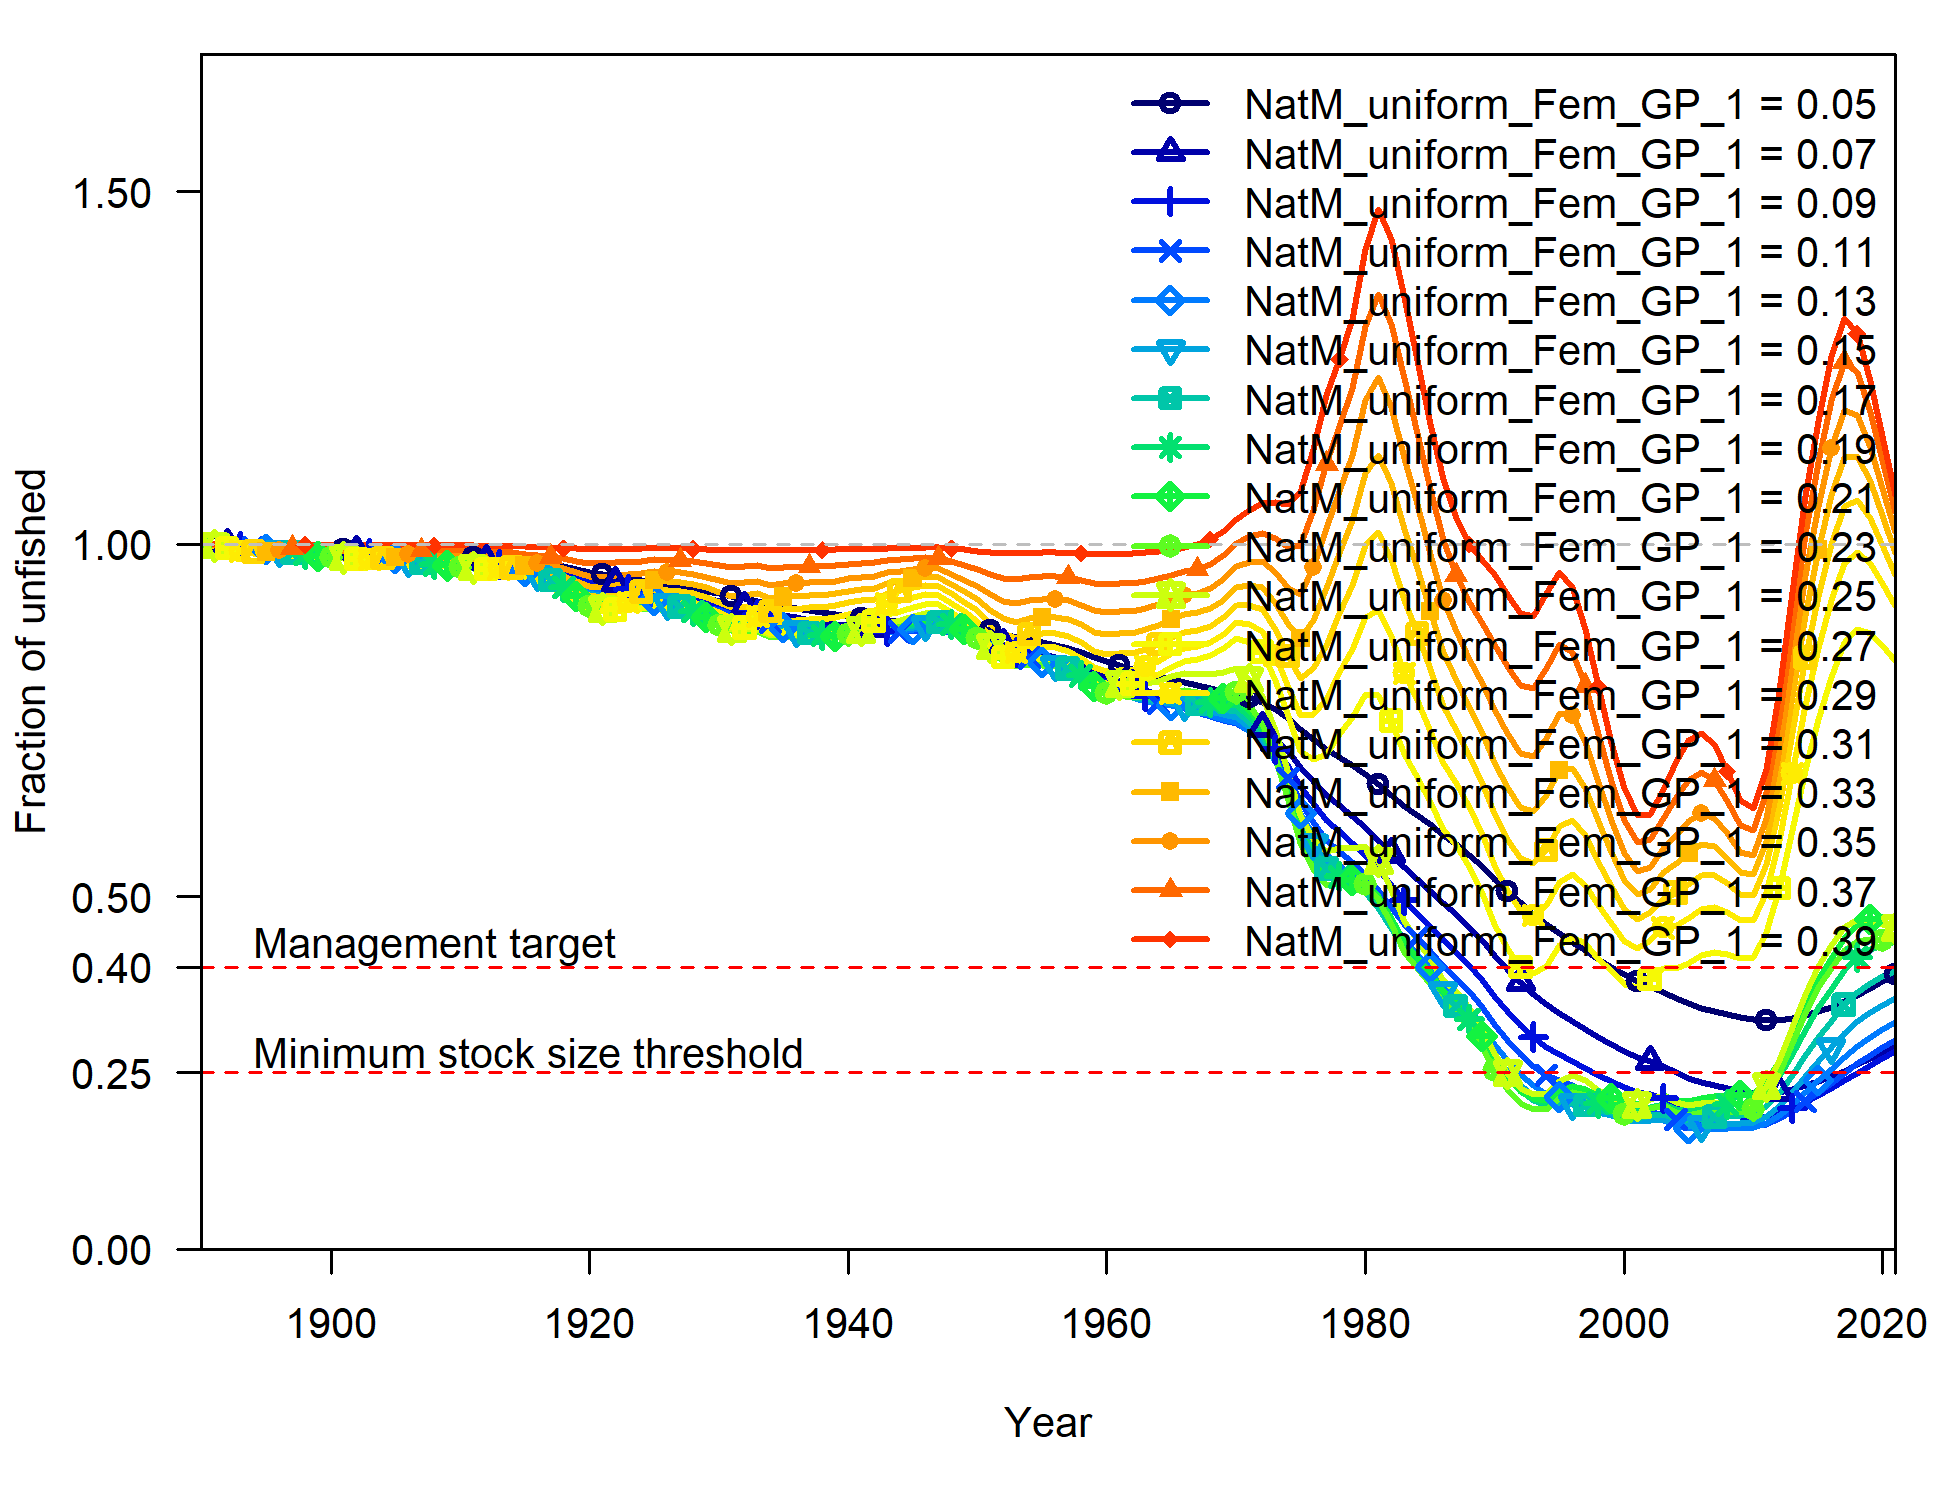 NatM_uniform_Fem_GP_1 = 0.05
NatM_uniform_Fem_GP_1 = 0.07
NatM_uniform_Fem_GP_1 = 0.09
NatM_uniform_Fem_GP_1 = 0.11
NatM_uniform_Fem_GP_1 = 0.13
NatM_uniform_Fem_GP_1 = 0.15
NatM_uniform_Fem_GP_1 = 0.17
NatM_uniform_Fem_GP_1 = 0.19
NatM_uniform_Fem_GP_1 = 0.21
NatM_uniform_Fem_GP_1 = 0.23
NatM_uniform_Fem_GP_1 = 0.25
NatM_uniform_Fem_GP_1 = 0.27
NatM_uniform_Fem_GP_1 = 0.29
NatM_uniform_Fem_GP_1 = 0.31
NatM_uniform_Fem_GP_1 = 0.33
NatM_uniform_Fem_GP_1 = 0.35
NatM_uniform_Fem_GP_1 = 0.37
NatM_uniform_Fem_GP_1 = 0.39
1.50
1.00
0.50
0.40
0.25
0.00
Fraction of unfished
Management target
Minimum stock size threshold
1900 1920 1940 1960 1980 2000 2020
Year